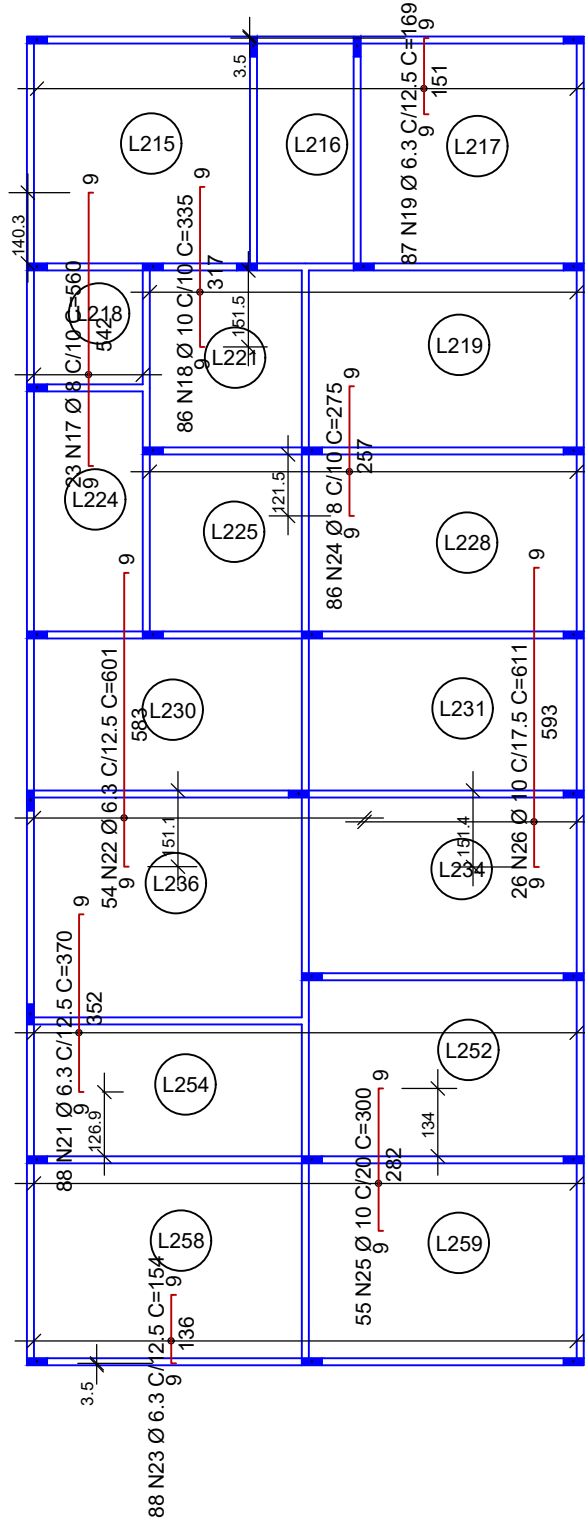 3.5
9
151
9
87 N19 Ø 6.3 C/12.5 C=169
L215
L216
L217
140.3
9
542
9
23 N17 Ø 8 C/10 C=560
9
317
9
86 N18 Ø 10 C/10 C=335
151.5
L218
L221
L219
9
257
9
86 N24 Ø 8 C/10 C=275
121.5
L224
L225
L228
9
583
9
54 N22 Ø 6.3 C/12.5 C=601
151.1
9
593
9
26 N26 Ø 10 C/17.5 C=611
151.4
L230
L231
L236
L234
9
352
9
88 N21 Ø 6.3 C/12.5 C=370
126.9
L254
L252
9
282
9
55 N25 Ø 10 C/20 C=300
134
L258
L259
9
136
9
88 N23 Ø 6.3 C/12.5 C=154
3.5